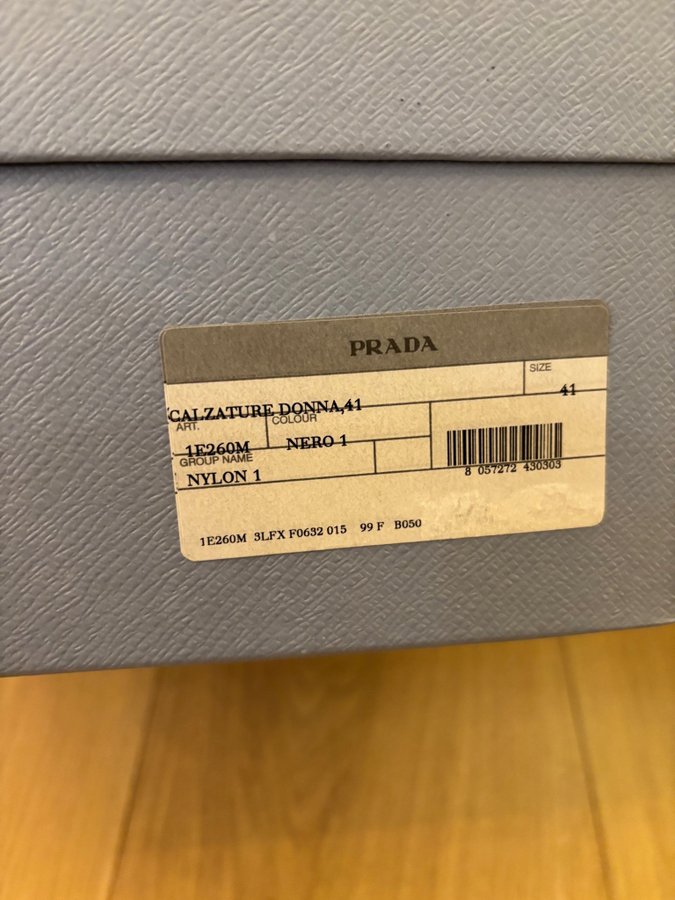 PRADA
SIZE
41
CALZATURE DONNA,41
ART.
COLOUR
1E260M
NERO 1
GROUP NAME
NYLON 1
8 057272 430303
1E260M 3LFX F0632 015 99 F B050